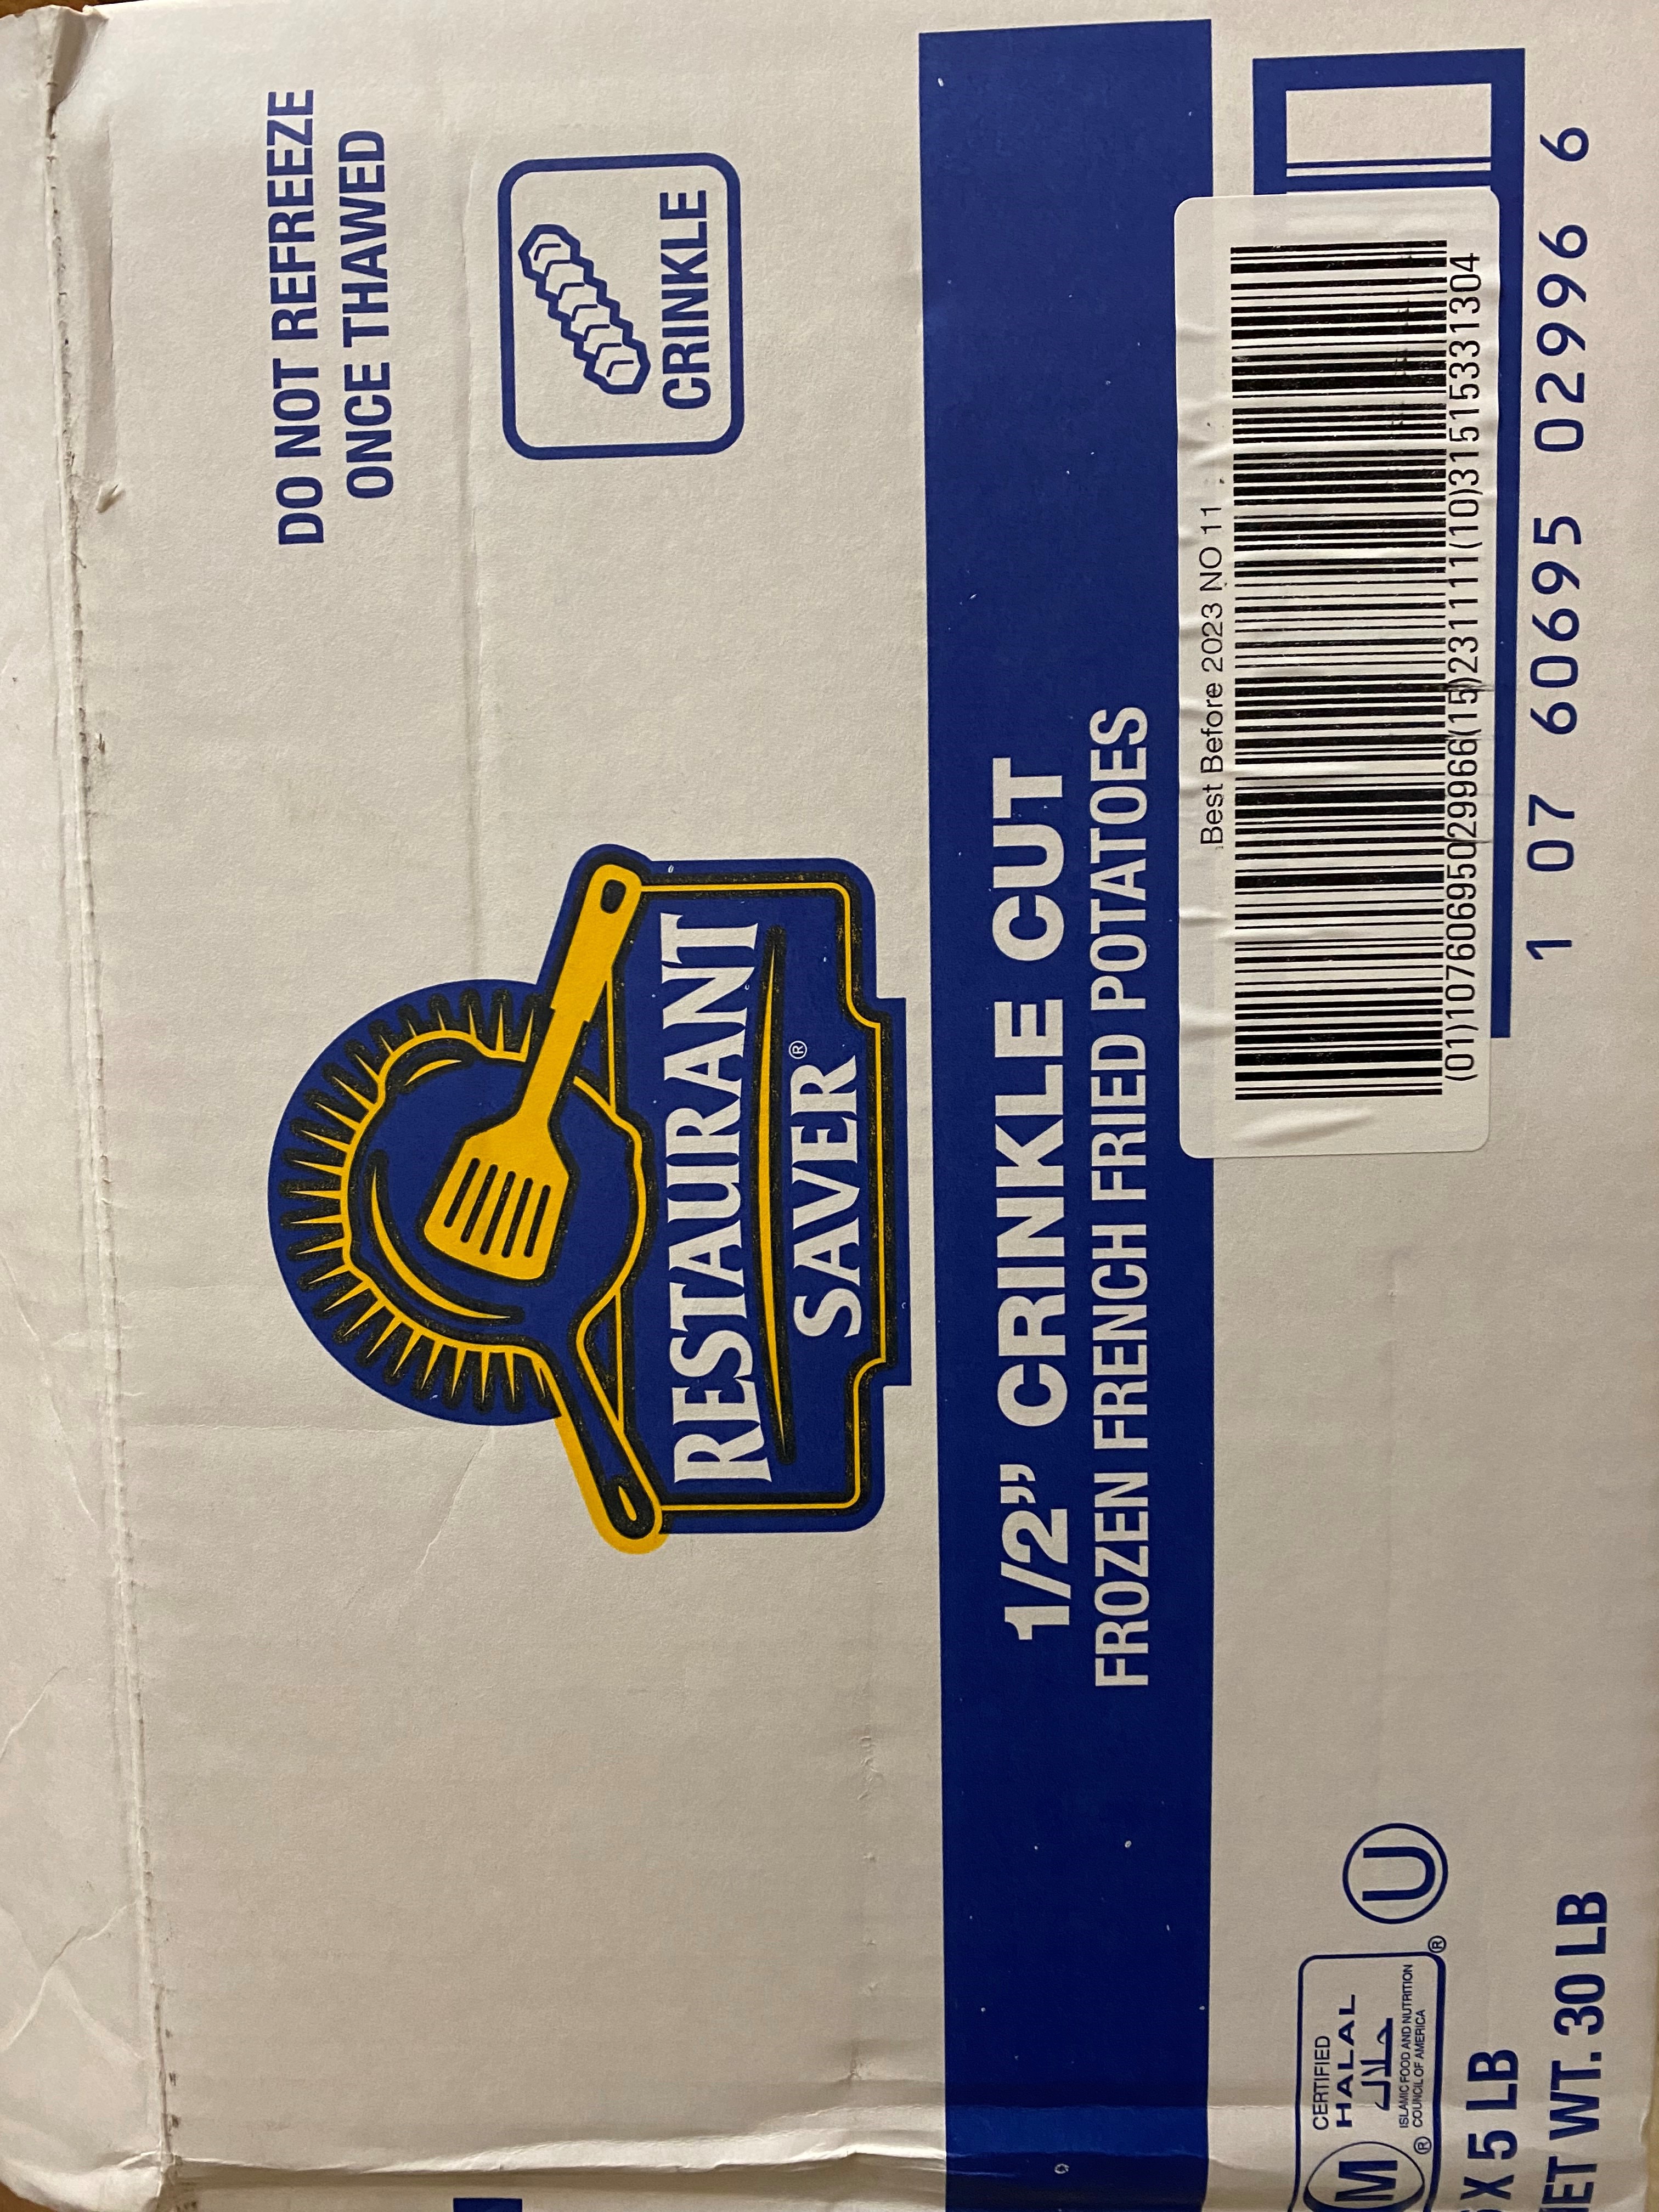 DO NOT REFREEZE
ONCE THAWED
CRINKLE
RESTAURANT
SAVER®
1/2” CRINKLE CUT
FROZEN FRENCH FRIED POTATOES
Best Before 2023 NO 11
(01)10760695029966(15)231111(10)31515331304
1 07 60695 02996 6
CERTIFIED
HALAL
حلال
ISLAMIC FOOD AND NUTRITION
COUNCIL OF AMERICA
M
®
®
U
X 5 LB
WT. 30 LB